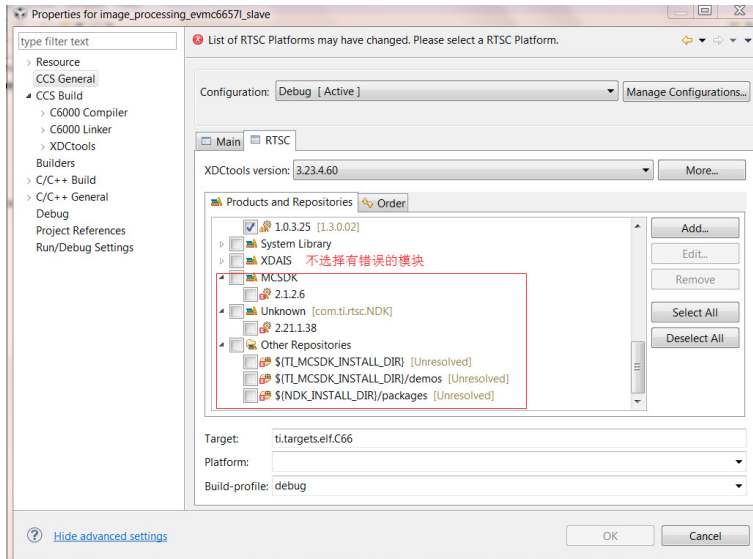 Properties for image_processing_evmc6657l_slave
type filter text
List of RTSC Platforms may have changed. Please select a RTSC Platform.
Resource
CCS General
CCS Build
C6000 Compiler
C6000 Linker
XDCtools
Builders
C/C++ Build
C/C++ General
Debug
Project References
Run/Debug Settings
Configuration: Debug [ Active ] Manage Configurations...
Main RTSC
XDCtools version: 3.23.4.60 More...
Products and Repositories Order
1.0.3.25 [1.3.0.02]
System Library
XDAIS 不选择有错误的模块
MCSDK
2.1.2.6
Unknown [com.ti.rtsc.NDK]
2.21.1.38
Other Repositories
${TI_MCSDK_INSTALL_DIR} [Unresolved]
${TI_MCSDK_INSTALL_DIR}/demos [Unresolved]
${NDK_INSTALL_DIR}/packages [Unresolved]
Add...
Edit...
Remove
Select All
Deselect All
Target: ti.targets.elf.C66
Platform:
Build-profile: debug
Hide advanced settings
OK Cancel